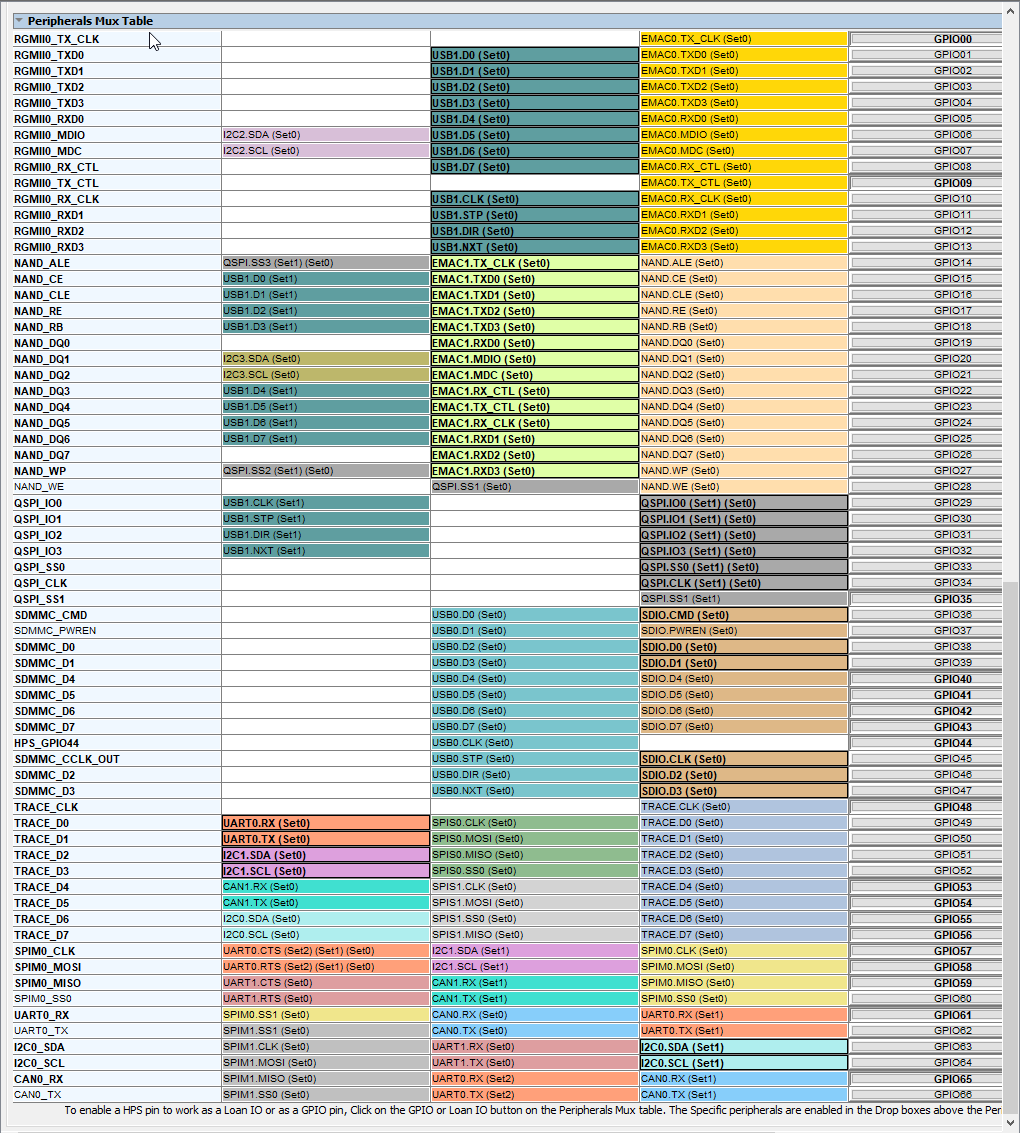 Peripherals Mux Table
RGMII0_TX_CLK EMAC0.TX_CLK (Set0) GPIO00
RGMII0_TXD0 USB1.D0 (Set0) EMAC0.TXD0 (Set0) GPIO01
RGMII0_TXD1 USB1.D1 (Set0) EMAC0.TXD1 (Set0) GPIO02
RGMII0_TXD2 USB1.D2 (Set0) EMAC0.TXD2 (Set0) GPIO03
RGMII0_TXD3 USB1.D3 (Set0) EMAC0.TXD3 (Set0) GPIO04
RGMII0_RXD0 USB1.D4 (Set0) EMAC0.RXD0 (Set0) GPIO05
RGMII0_MDIO I2C2.SDA (Set0) USB1.D5 (Set0) EMAC0.MDIO (Set0) GPIO06
RGMII0_MDC I2C2.SCL (Set0) USB1.D6 (Set0) EMAC0.MDC (Set0) GPIO07
RGMII0_RX_CTL USB1.D7 (Set0) EMAC0.RX_CTL (Set0) GPIO08
RGMII0_TX_CTL EMAC0.TX_CTL (Set0) GPIO09
RGMII0_RX_CLK USB1.CLK (Set0) EMAC0.RX_CLK (Set0) GPIO10
RGMII0_RXD1 USB1.STP (Set0) EMAC0.RXD1 (Set0) GPIO11
RGMII0_RXD2 USB1.DIR (Set0) EMAC0.RXD2 (Set0) GPIO12
RGMII0_RXD3 USB1.NXT (Set0) EMAC0.RXD3 (Set0) GPIO13
NAND_ALE QSPI.SS3 (Set1) (Set0) EMAC1.TX_CLK (Set0) NAND.ALE (Set0) GPIO14
NAND_CE USB1.D0 (Set1) EMAC1.TXD0 (Set0) NAND.CE (Set0) GPIO15
NAND_CLE USB1.D1 (Set1) EMAC1.TXD1 (Set0) NAND.CLE (Set0) GPIO16
NAND_RE USB1.D2 (Set1) EMAC1.TXD2 (Set0) NAND.RE (Set0) GPIO17
NAND_RB USB1.D3 (Set1) EMAC1.TXD3 (Set0) NAND.RB (Set0) GPIO18
NAND_DQ0 EMAC1.RXD0 (Set0) NAND.DQ0 (Set0) GPIO19
NAND_DQ1 I2C3.SDA (Set0) EMAC1.MDIO (Set0) NAND.DQ1 (Set0) GPIO20
NAND_DQ2 I2C3.SCL (Set0) EMAC1.MDC (Set0) NAND.DQ2 (Set0) GPIO21
NAND_DQ3 USB1.D4 (Set1) EMAC1.RX_CTL (Set0) NAND.DQ3 (Set0) GPIO22
NAND_DQ4 USB1.D5 (Set1) EMAC1.TX_CTL (Set0) NAND.DQ4 (Set0) GPIO23
NAND_DQ5 USB1.D6 (Set1) EMAC1.RX_CLK (Set0) NAND.DQ5 (Set0) GPIO24
NAND_DQ6 USB1.D7 (Set1) EMAC1.RXD1 (Set0) NAND.DQ6 (Set0) GPIO25
NAND_DQ7 EMAC1.RXD2 (Set0) NAND.DQ7 (Set0) GPIO26
NAND_WP QSPI.SS2 (Set1) (Set0) EMAC1.RXD3 (Set0) NAND.WP (Set0) GPIO27
NAND_WE QSPI.SS1 (Set0) NAND.WE (Set0) GPIO28
QSPI_IO0 USB1.CLK (Set1) QSPI.IO0 (Set1) (Set0) GPIO29
QSPI_IO1 USB1.STP (Set1) QSPI.IO1 (Set1) (Set0) GPIO30
QSPI_IO2 USB1.DIR (Set1) QSPI.IO2 (Set1) (Set0) GPIO31
QSPI_IO3 USB1.NXT (Set1) QSPI.IO3 (Set1) (Set0) GPIO32
QSPI_SS0 QSPI.SS0 (Set1) (Set0) GPIO33
QSPI_CLK QSPI.CLK (Set1) (Set0) GPIO34
QSPI_SS1 QSPI.SS1 (Set1) GPIO35
SDMMC_CMD USB0.D0 (Set0) SDIO.CMD (Set0) GPIO36
SDMMC_PWREN USB0.D1 (Set0) SDIO.PWREN (Set0) GPIO37
SDMMC_D0 USB0.D2 (Set0) SDIO.D0 (Set0) GPIO38
SDMMC_D1 USB0.D3 (Set0) SDIO.D1 (Set0) GPIO39
SDMMC_D4 USB0.D4 (Set0) SDIO.D4 (Set0) GPIO40
SDMMC_D5 USB0.D5 (Set0) SDIO.D5 (Set0) GPIO41
SDMMC_D6 USB0.D6 (Set0) SDIO.D6 (Set0) GPIO42
SDMMC_D7 USB0.D7 (Set0) SDIO.D7 (Set0) GPIO43
HPS_GPIO44 USB0.CLK (Set0) GPIO44
SDMMC_CCLK_OUT USB0.STP (Set0) SDIO.CLK (Set0) GPIO45
SDMMC_D2 USB0.DIR (Set0) SDIO.D2 (Set0) GPIO46
SDMMC_D3 USB0.NXT (Set0) SDIO.D3 (Set0) GPIO47
TRACE_CLK TRACE.CLK (Set0) GPIO48
TRACE_D0 UART0.RX (Set0) SPIS0.CLK (Set0) TRACE.D0 (Set0) GPIO49
TRACE_D1 UART0.TX (Set0) SPIS0.MOSI (Set0) TRACE.D1 (Set0) GPIO50
TRACE_D2 I2C1.SDA (Set0) SPIS0.MISO (Set0) TRACE.D2 (Set0) GPIO51
TRACE_D3 I2C1.SCL (Set0) SPIS0.SS0 (Set0) TRACE.D3 (Set0) GPIO52
TRACE_D4 CAN1.RX (Set0) SPIS1.CLK (Set0) TRACE.D4 (Set0) GPIO53
TRACE_D5 CAN1.TX (Set0) SPIS1.MOSI (Set0) TRACE.D5 (Set0) GPIO54
TRACE_D6 I2C0.SDA (Set0) SPIS1.SS0 (Set0) TRACE.D6 (Set0) GPIO55
TRACE_D7 I2C0.SCL (Set0) SPIS1.MISO (Set0) TRACE.D7 (Set0) GPIO56
SPIM0_CLK UART0.CTS (Set2) (Set1) (Set0) I2C1.SDA (Set1) SPIM0.CLK (Set0) GPIO57
SPIM0_MOSI UART0.RTS (Set2) (Set1) (Set0) I2C1.SCL (Set1) SPIM0.MOSI (Set0) GPIO58
SPIM0_MISO UART1.CTS (Set0) CAN1.RX (Set1) SPIM0.MISO (Set0) GPIO59
SPIM0_SS0 UART1.RTS (Set0) CAN1.TX (Set1) SPIM0.SS0 (Set0) GPIO60
UART0_RX SPIM0.SS1 (Set0) CAN0.RX (Set0) UART0.RX (Set1) GPIO61
UART0_TX SPIM1.SS1 (Set0) CAN0.TX (Set0) UART0.TX (Set1) GPIO62
I2C0_SDA SPIM1.CLK (Set0) UART1.RX (Set0) I2C0.SDA (Set1) GPIO63
I2C0_SCL SPIM1.MOSI (Set0) UART1.TX (Set0) I2C0.SCL (Set1) GPIO64
CAN0_RX SPIM1.MISO (Set0) UART0.RX (Set2) CAN0.RX (Set1) GPIO65
CAN0_TX SPIM1.SS0 (Set0) UART0.TX (Set2) CAN0.TX (Set1) GPIO66
To enable a HPS pin to work as a Loan IO or as a GPIO pin, Click on the GPIO or Loan IO button on the Peripherals Mux table. The Specific peripherals are enabled in the Drop boxes above the Per